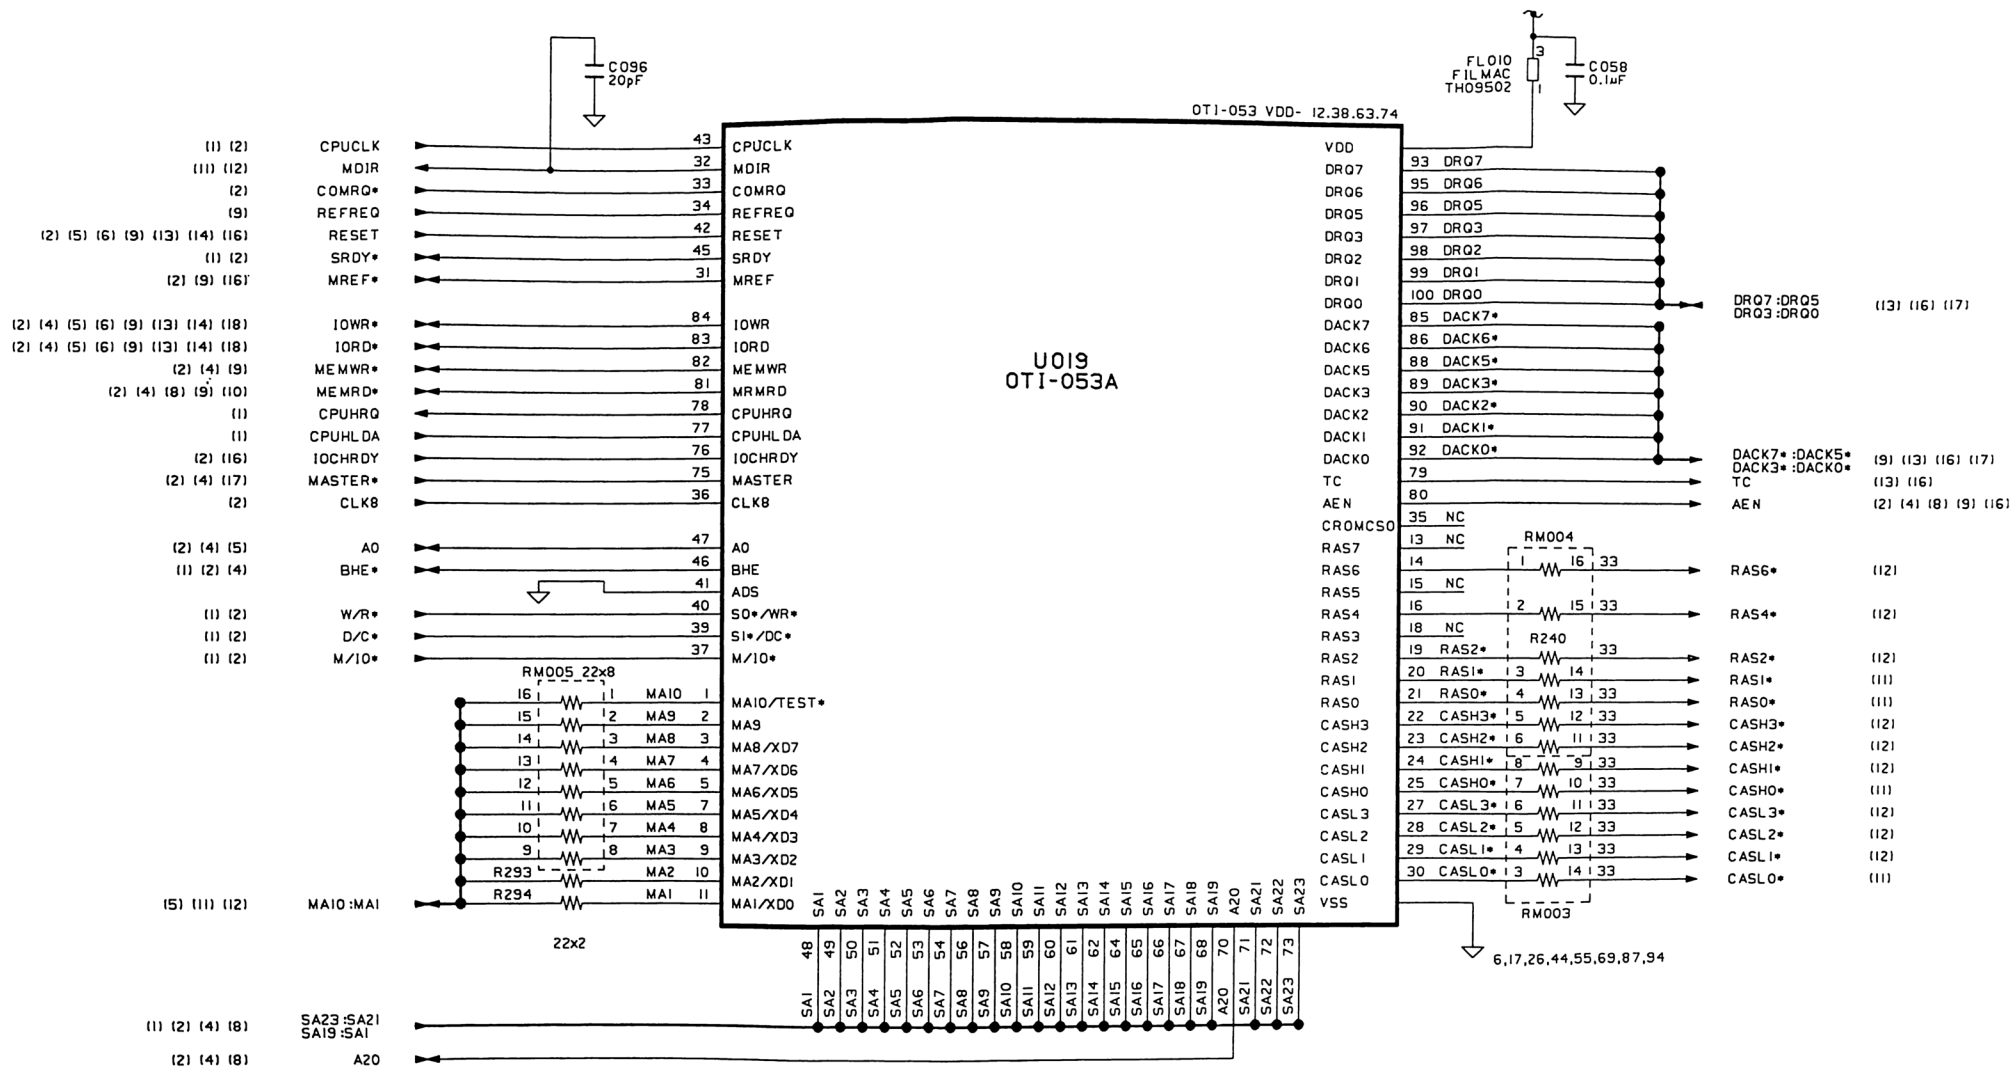 C096
20pF
FL010
FILMAC
TH09502
3
1
C058
0.1µF
OTI-053 VDD- 12.38.63.74
U019
OTI-053A
(1) (2) CPUCLK 43 CPUCLK
(11) (12) MDIR 32 MDIR
(2) COMRQ* 33 COMRQ
(9) REFREQ 34 REFREQ
(2) (5) (6) (9) (13) (14) (16) RESET 42 RESET
(1) (2) SRDY* 45 SRDY
(2) (9) (16) MREF* 31 MREF
(2) (4) (5) (6) (9) (13) (14) (18) IOWR* 84 IOWR
(2) (4) (5) (6) (9) (13) (14) (18) IORD* 83 IORD
(2) (4) (9) MEMWR* 82 MEMWR
(2) (4) (8) (9) (10) MEMRD* 81 MRMRD
(1) CPUHRQ 78 CPUHRQ
(1) CPUHLDA 77 CPUHLDA
(2) (16) IOCHRDY 76 IOCHRDY
(2) (4) (17) MASTER* 75 MASTER
(2) CLK8 36 CLK8
(2) (4) (5) A0 47 A0
(1) (2) (4) BHE* 46 BHE
41 ADS
(1) (2) W/R* 40 S0*/WR*
(1) (2) D/C* 39 S1*/DC*
(1) (2) M/IO* 37 M/IO*
RM005 22x8
16 1 MA10 1 MA10/TEST*
15 2 MA9 2 MA9
14 3 MA8 3 MA8/XD7
13 4 MA7 4 MA7/XD6
12 5 MA6 5 MA6/XD5
11 6 MA5 7 MA5/XD4
10 7 MA4 8 MA4/XD3
9 8 MA3 9 MA3/XD2
R293 MA2 10 MA2/XD1
R294 MA1 11 MA1/XD0
(5) (11) (12) MA10:MA1
22x2
VDD
DRQ7 93 DRQ7
DRQ6 95 DRQ6
DRQ5 96 DRQ5
DRQ3 97 DRQ3
DRQ2 98 DRQ2
DRQ1 99 DRQ1
DRQ0 100 DRQ0
DRQ7:DRQ5 (13) (16) (17)
DRQ3:DRQ0
DACK7 85 DACK7*
DACK6 86 DACK6*
DACK5 88 DACK5*
DACK3 89 DACK3*
DACK2 90 DACK2*
DACK1 91 DACK1*
DACK0 92 DACK0*
DACK7*:DACK5* (9) (13) (16) (17)
DACK3*:DACK0*
TC 79 TC (13) (16)
AEN 80 AEN (2) (4) (8) (9) (16)
CROMCS0 35 NC
RAS7 13 NC
RM004
RAS6 14 1 16 33 RAS6* (12)
RAS5 15 NC
RAS4 16 2 15 33 RAS4* (12)
RAS3 18 NC
R240
RAS2 19 RAS2* 33 RAS2* (12)
RAS1 20 RAS1* 3 14 RAS1* (11)
RAS0 21 RAS0* 4 13 33 RAS0* (11)
CASH3 22 CASH3* 5 12 33 CASH3* (12)
CASH2 23 CASH2* 6 11 33 CASH2* (12)
CASH1 24 CASH1* 8 9 33 CASH1* (12)
CASH0 25 CASH0* 7 10 33 CASH0* (11)
CASL3 27 CASL3* 6 11 33 CASL3* (12)
CASL2 28 CASL2* 5 12 33 CASL2* (12)
CASL1 29 CASL1* 4 13 33 CASL1* (12)
CASL0 30 CASL0* 3 14 33 CASL0* (11)
VSS
RM003
6,17,26,44,55,69,87,94
SA1 SA2 SA3 SA4 SA5 SA6 SA7 SA8 SA9 SA10 SA11 SA12 SA13 SA14 SA15 SA16 SA17 SA18 SA19 A20 SA21 SA22 SA23
48 49 50 51 52 53 54 56 57 58 59 60 61 62 64 65 66 67 68 70 71 72 73
SA1 SA2 SA3 SA4 SA5 SA6 SA7 SA8 SA9 SA10 SA11 SA12 SA13 SA14 SA15 SA16 SA17 SA18 SA19 A20 SA21 SA22 SA23
(1) (2) (4) (8) SA23:SA21
SA19:SA1
(2) (4) (8) A20